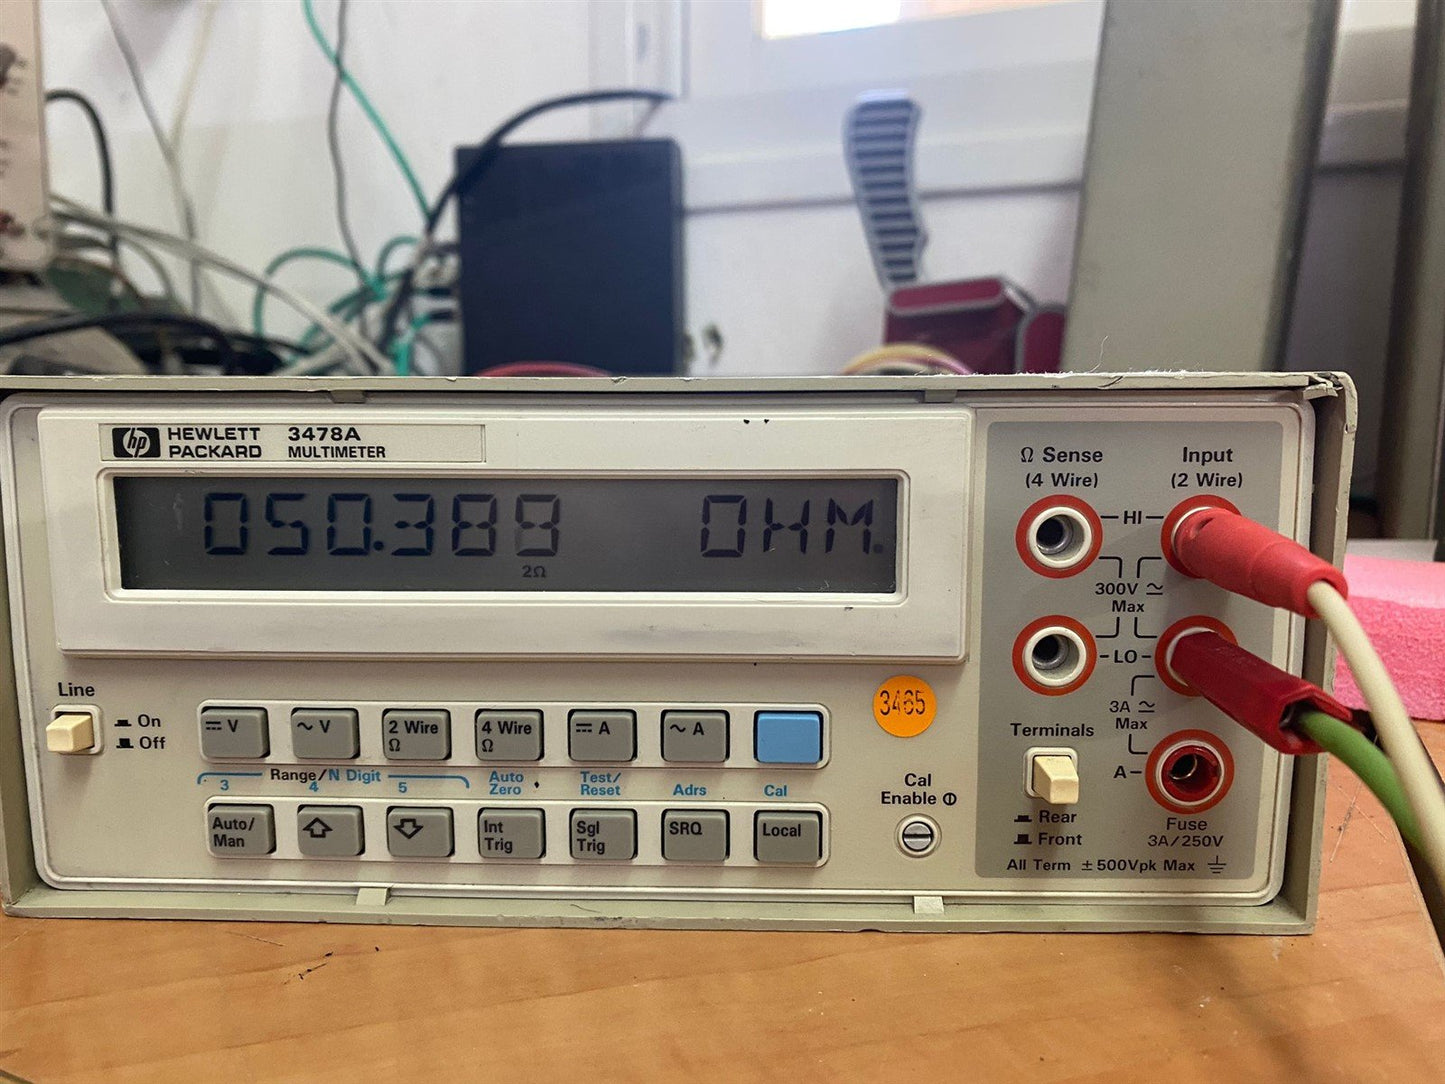 hp HEWLETT PACKARD
3478A MULTIMETER
050.388 OHM.
2Ω
Ω Sense (4 Wire)
Input (2 Wire)
HI
300V ≂ Max
LO
3A ≂ Max
A
Fuse
3A/250V
Line
On
Off
⎓ V
~ V
2 Wire Ω
4 Wire Ω
⎓ A
~ A
3465
Range/N Digit
3
4
5
Auto Zero
Test/Reset
Adrs
Cal
Auto/Man
Int Trig
Sgl Trig
SRQ
Local
Cal Enable
Terminals
Rear
Front
All Term ±500Vpk Max